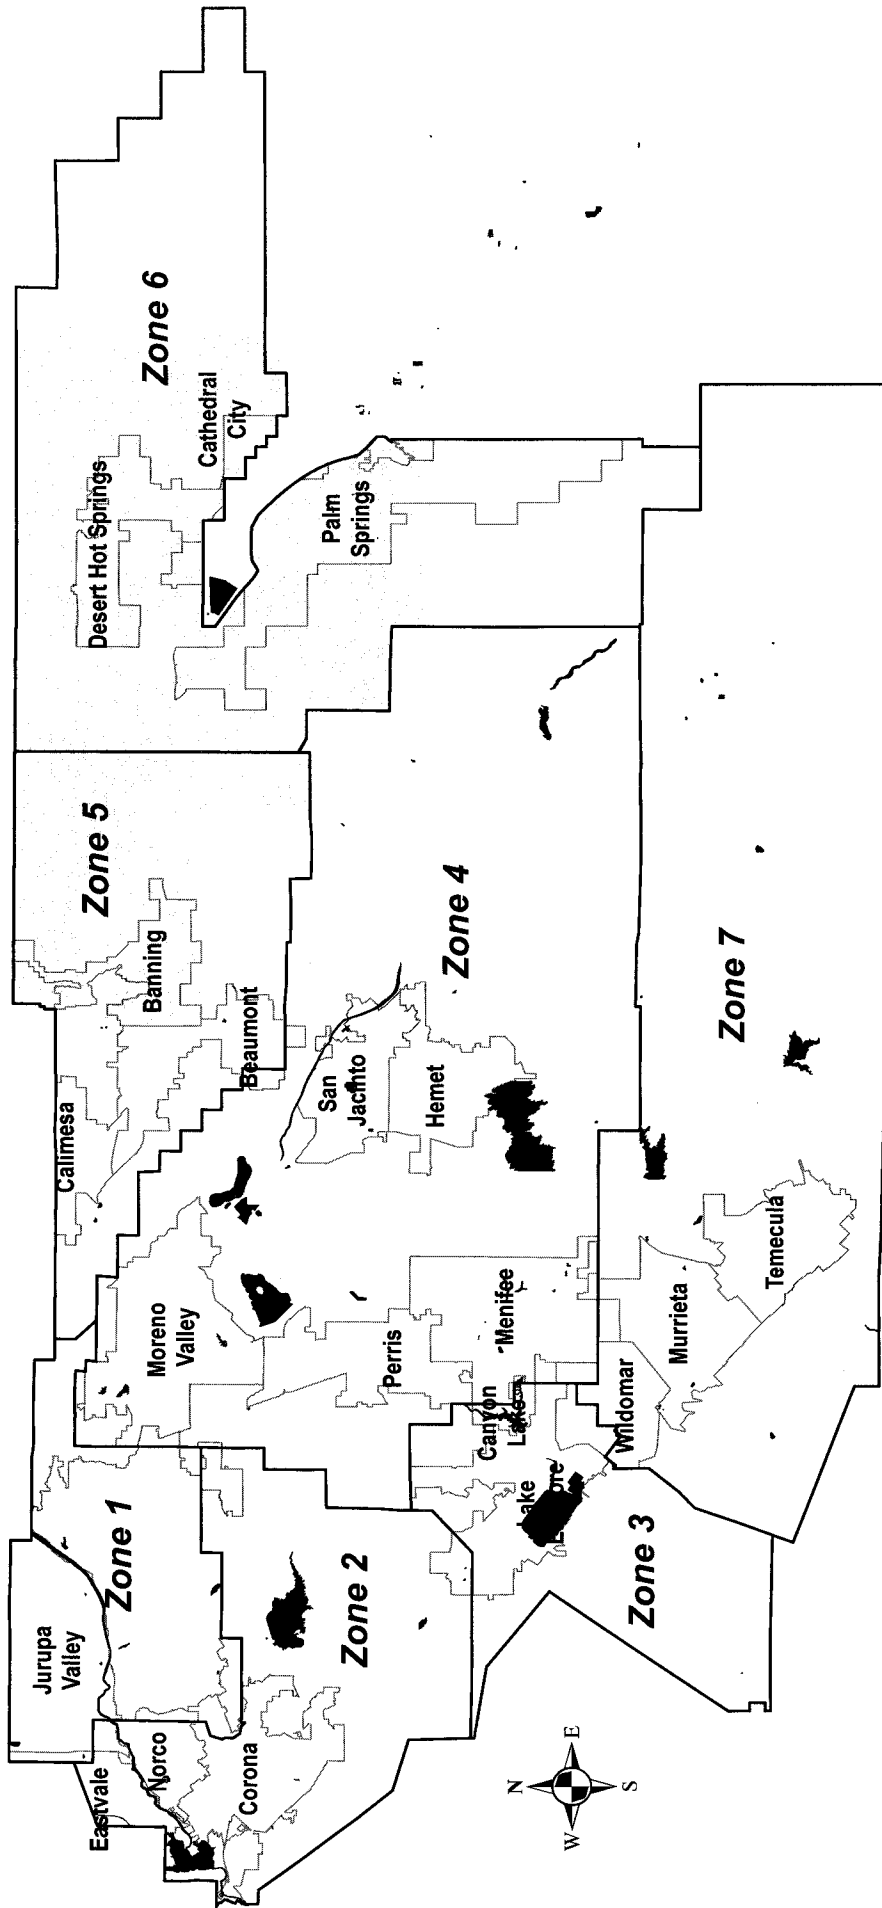 Zone 6
Cathedral
City
Desert Hot Springs
Palm
Springs
Zone 5
Banning
Beaumont
Calimesa
Zone 4
San
Jacinto
Hemet
Moreno
Valley
Perris
Menifee
Canyon
Lake
Zone 7
Temecula
Murrieta
Wildomar
Lake
Zone 3
Zone 1
Jurupa
Valley
Zone 2
Eastvale
Norco
Corona
N
E
S
W